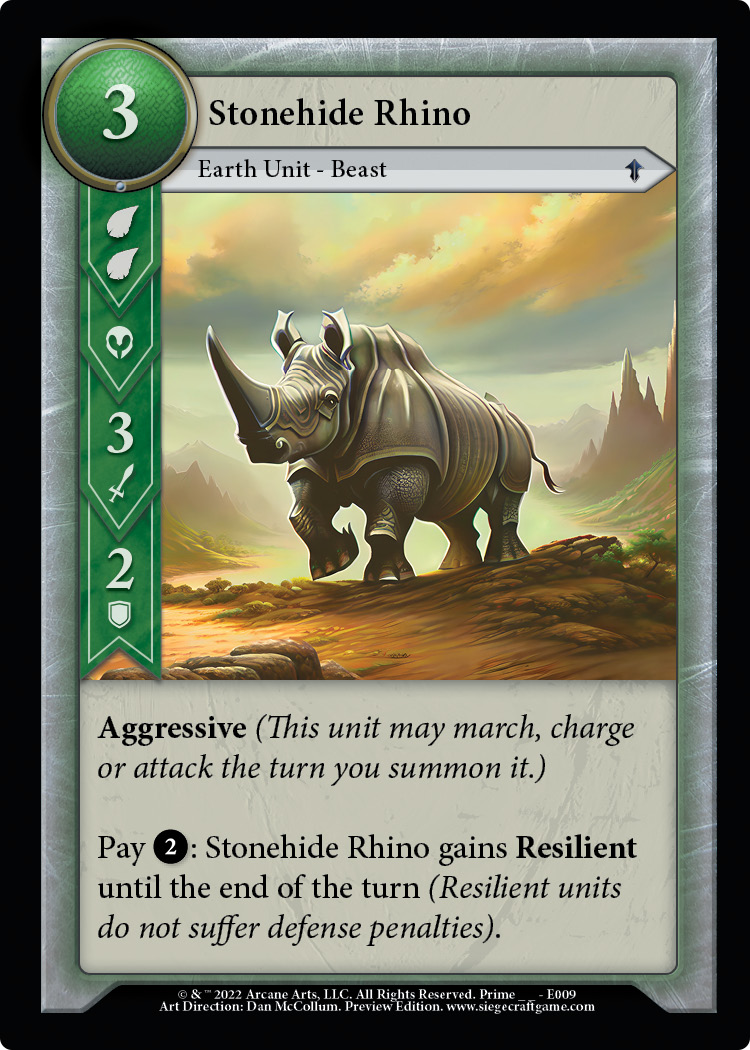 3
Stonehide Rhino
Earth Unit - Beast
3
2
Aggressive (This unit may march, charge
or attack the turn you summon it.)
Pay 2: Stonehide Rhino gains Resilient
until the end of the turn (Resilient units
do not suffer defense penalties).
© & ™ 2022 Arcane Arts, LLC. All Rights Reserved. Prime _ _ - E009
Art Direction: Dan McCollum. Preview Edition. www.siegecraftgame.com